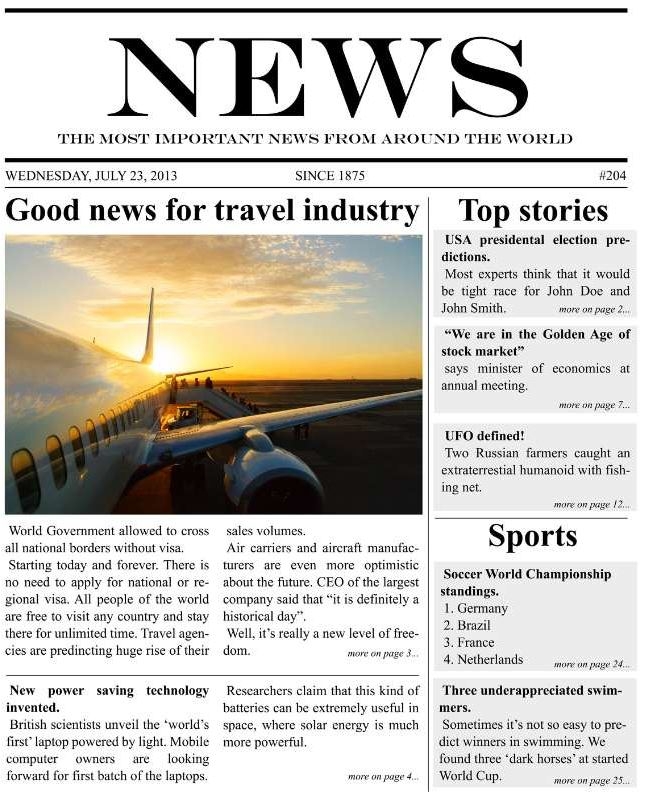 NEWS
THE MOST IMPORTANT NEWS FROM AROUND THE WORLD
WEDNESDAY, JULY 23, 2013 SINCE 1875 #204
Good news for travel industry
World Government allowed to cross
all national borders without visa.
Starting today and forever. There is
no need to apply for national or re-
gional visa. All people of the world
are free to visit any country and stay
there for unlimited time. Travel agen-
cies are predincting huge rise of their
sales volumes.
Air carriers and aircraft manufac-
turers are even more optimistic
about the future. CEO of the largest
company said that “it is definitely a
historical day”.
Well, it’s really a new level of free-
dom.
more on page 3...
New power saving technology
invented.
British scientists unveil the ‘world’s
first’ laptop powered by light. Mobile
computer owners are looking
forward for first batch of the laptops.
Researchers claim that this kind of
batteries can be extremely useful in
space, where solar energy is much
more powerful.
more on page 4...
Top stories
USA presidental election pre-
dictions.
Most experts think that it would
be tight race for John Doe and
John Smith.
more on page 2...
“We are in the Golden Age of
stock market”
says minister of economics at
annual meeting.
more on page 7...
UFO defined!
Two Russian farmers caught an
extraterrestial humanoid with fish-
ing net.
more on page 12...
Sports
Soccer World Championship
standings.
1. Germany
2. Brazil
3. France
4. Netherlands
more on page 24...
Three underappreciated swim-
mers.
Sometimes it’s not so easy to pre-
dict winners in swimming. We
found three ‘dark horses’ at started
World Cup.
more on page 25...